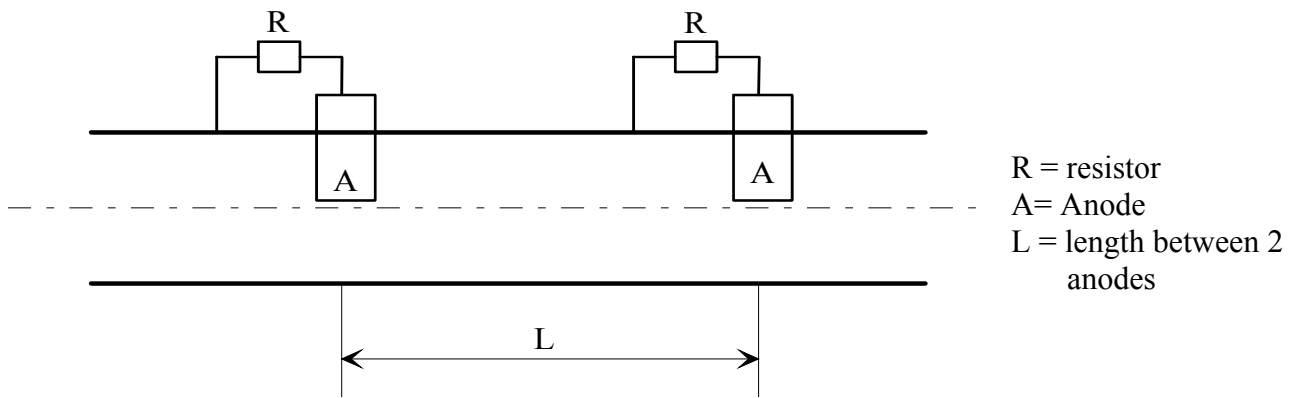 R
R
A
A
R = resistor
A= Anode
L = length between 2
anodes
L